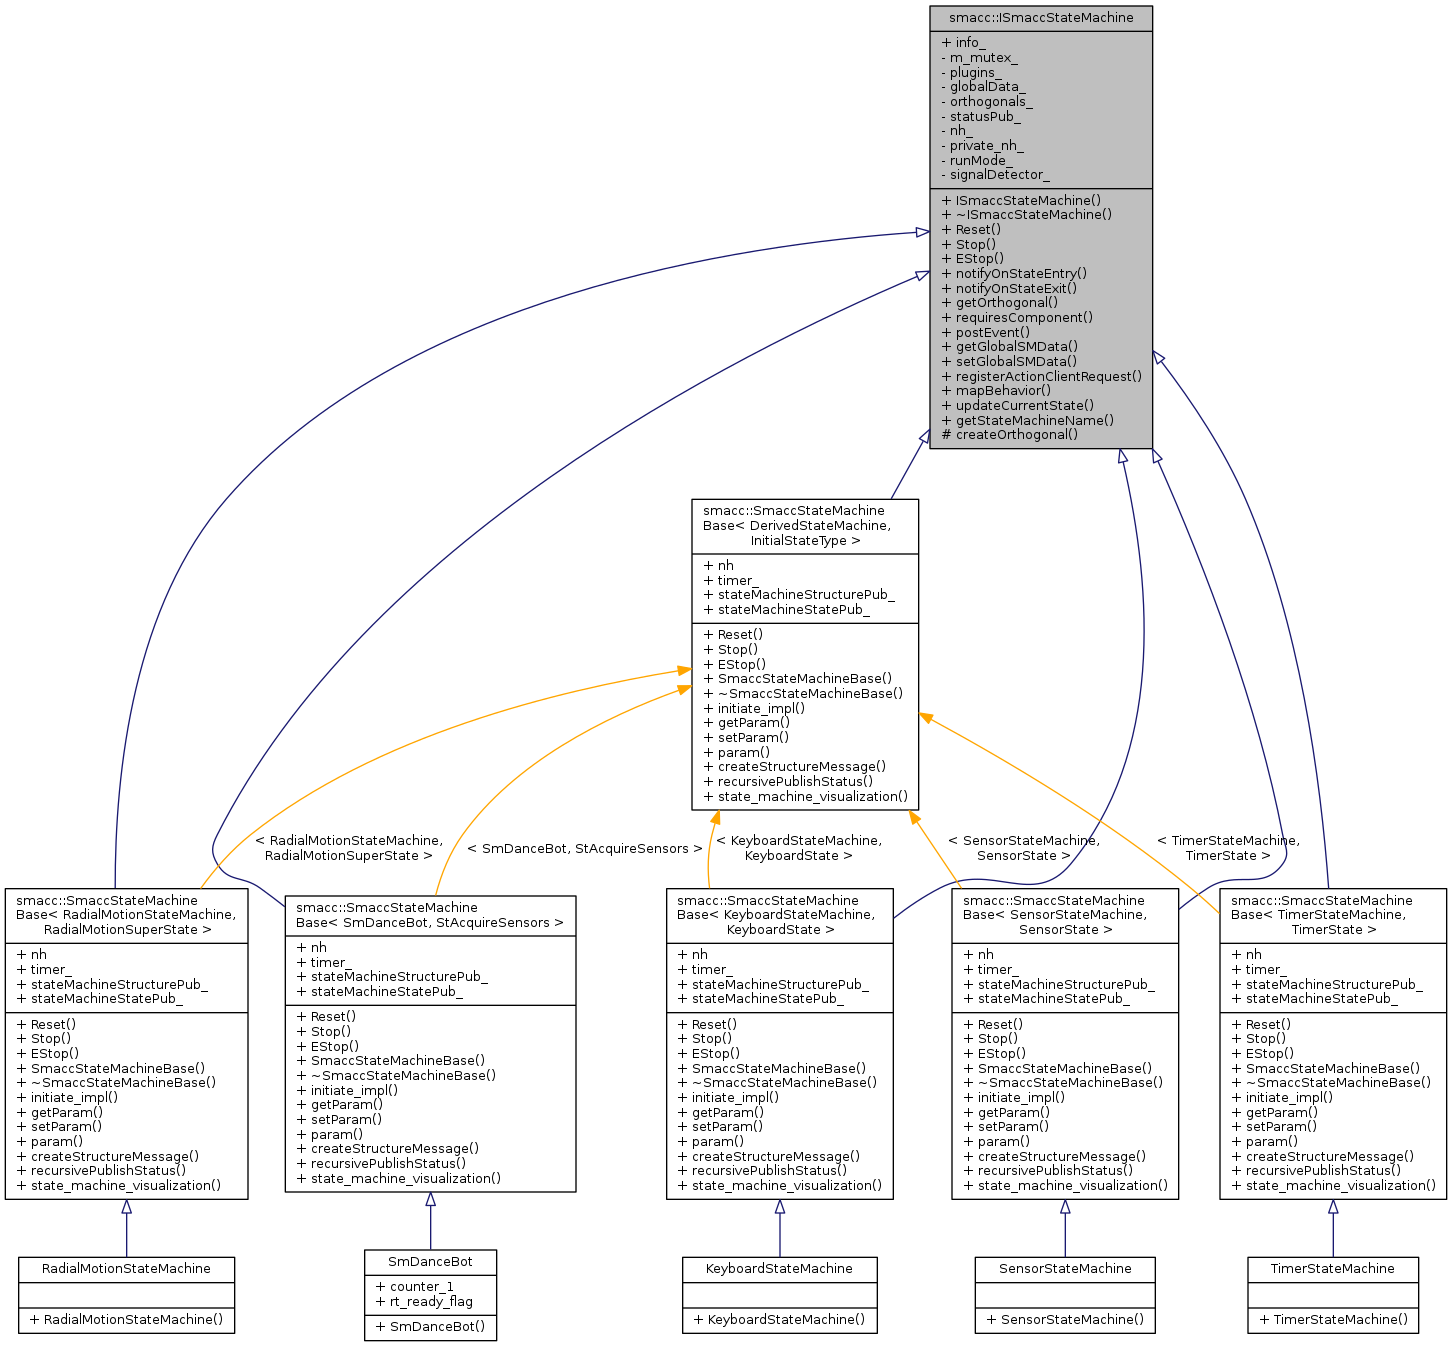 smacc::ISmaccStateMachine
+ info_
- m_mutex_
- plugins_
- globalData_
- orthogonals_
- statusPub_
- nh_
- private_nh_
- runMode_
- signalDetector_
+ ISmaccStateMachine()
+ ~ISmaccStateMachine()
+ Reset()
+ Stop()
+ EStop()
+ notifyOnStateEntry()
+ notifyOnStateExit()
+ getOrthogonal()
+ requiresComponent()
+ postEvent()
+ getGlobalSMData()
+ setGlobalSMData()
+ registerActionClientRequest()
+ mapBehavior()
+ updateCurrentState()
+ getStateMachineName()
# createOrthogonal()
smacc::SmaccStateMachine
Base< DerivedStateMachine,
InitialStateType >
+ nh
+ timer_
+ stateMachineStructurePub_
+ stateMachineStatePub_
+ Reset()
+ Stop()
+ EStop()
+ SmaccStateMachineBase()
+ ~SmaccStateMachineBase()
+ initiate_impl()
+ getParam()
+ setParam()
+ param()
+ createStructureMessage()
+ recursivePublishStatus()
+ state_machine_visualization()
< RadialMotionStateMachine,
RadialMotionSuperState >
< SmDanceBot, StAcquireSensors >
< KeyboardStateMachine,
KeyboardState >
< SensorStateMachine,
SensorState >
< TimerStateMachine,
TimerState >
smacc::SmaccStateMachine
Base< RadialMotionStateMachine,
RadialMotionSuperState >
+ nh
+ timer_
+ stateMachineStructurePub_
+ stateMachineStatePub_
+ Reset()
+ Stop()
+ EStop()
+ SmaccStateMachineBase()
+ ~SmaccStateMachineBase()
+ initiate_impl()
+ getParam()
+ setParam()
+ param()
+ createStructureMessage()
+ recursivePublishStatus()
+ state_machine_visualization()
smacc::SmaccStateMachine
Base< SmDanceBot, StAcquireSensors >
+ nh
+ timer_
+ stateMachineStructurePub_
+ stateMachineStatePub_
+ Reset()
+ Stop()
+ EStop()
+ SmaccStateMachineBase()
+ ~SmaccStateMachineBase()
+ initiate_impl()
+ getParam()
+ setParam()
+ param()
+ createStructureMessage()
+ recursivePublishStatus()
+ state_machine_visualization()
smacc::SmaccStateMachine
Base< KeyboardStateMachine,
KeyboardState >
+ nh
+ timer_
+ stateMachineStructurePub_
+ stateMachineStatePub_
+ Reset()
+ Stop()
+ EStop()
+ SmaccStateMachineBase()
+ ~SmaccStateMachineBase()
+ initiate_impl()
+ getParam()
+ setParam()
+ param()
+ createStructureMessage()
+ recursivePublishStatus()
+ state_machine_visualization()
smacc::SmaccStateMachine
Base< SensorStateMachine,
SensorState >
+ nh
+ timer_
+ stateMachineStructurePub_
+ stateMachineStatePub_
+ Reset()
+ Stop()
+ EStop()
+ SmaccStateMachineBase()
+ ~SmaccStateMachineBase()
+ initiate_impl()
+ getParam()
+ setParam()
+ param()
+ createStructureMessage()
+ recursivePublishStatus()
+ state_machine_visualization()
smacc::SmaccStateMachine
Base< TimerStateMachine,
TimerState >
+ nh
+ timer_
+ stateMachineStructurePub_
+ stateMachineStatePub_
+ Reset()
+ Stop()
+ EStop()
+ SmaccStateMachineBase()
+ ~SmaccStateMachineBase()
+ initiate_impl()
+ getParam()
+ setParam()
+ param()
+ createStructureMessage()
+ recursivePublishStatus()
+ state_machine_visualization()
RadialMotionStateMachine
+ RadialMotionStateMachine()
SmDanceBot
+ counter_1
+ rt_ready_flag
+ SmDanceBot()
KeyboardStateMachine
+ KeyboardStateMachine()
SensorStateMachine
+ SensorStateMachine()
TimerStateMachine
+ TimerStateMachine()